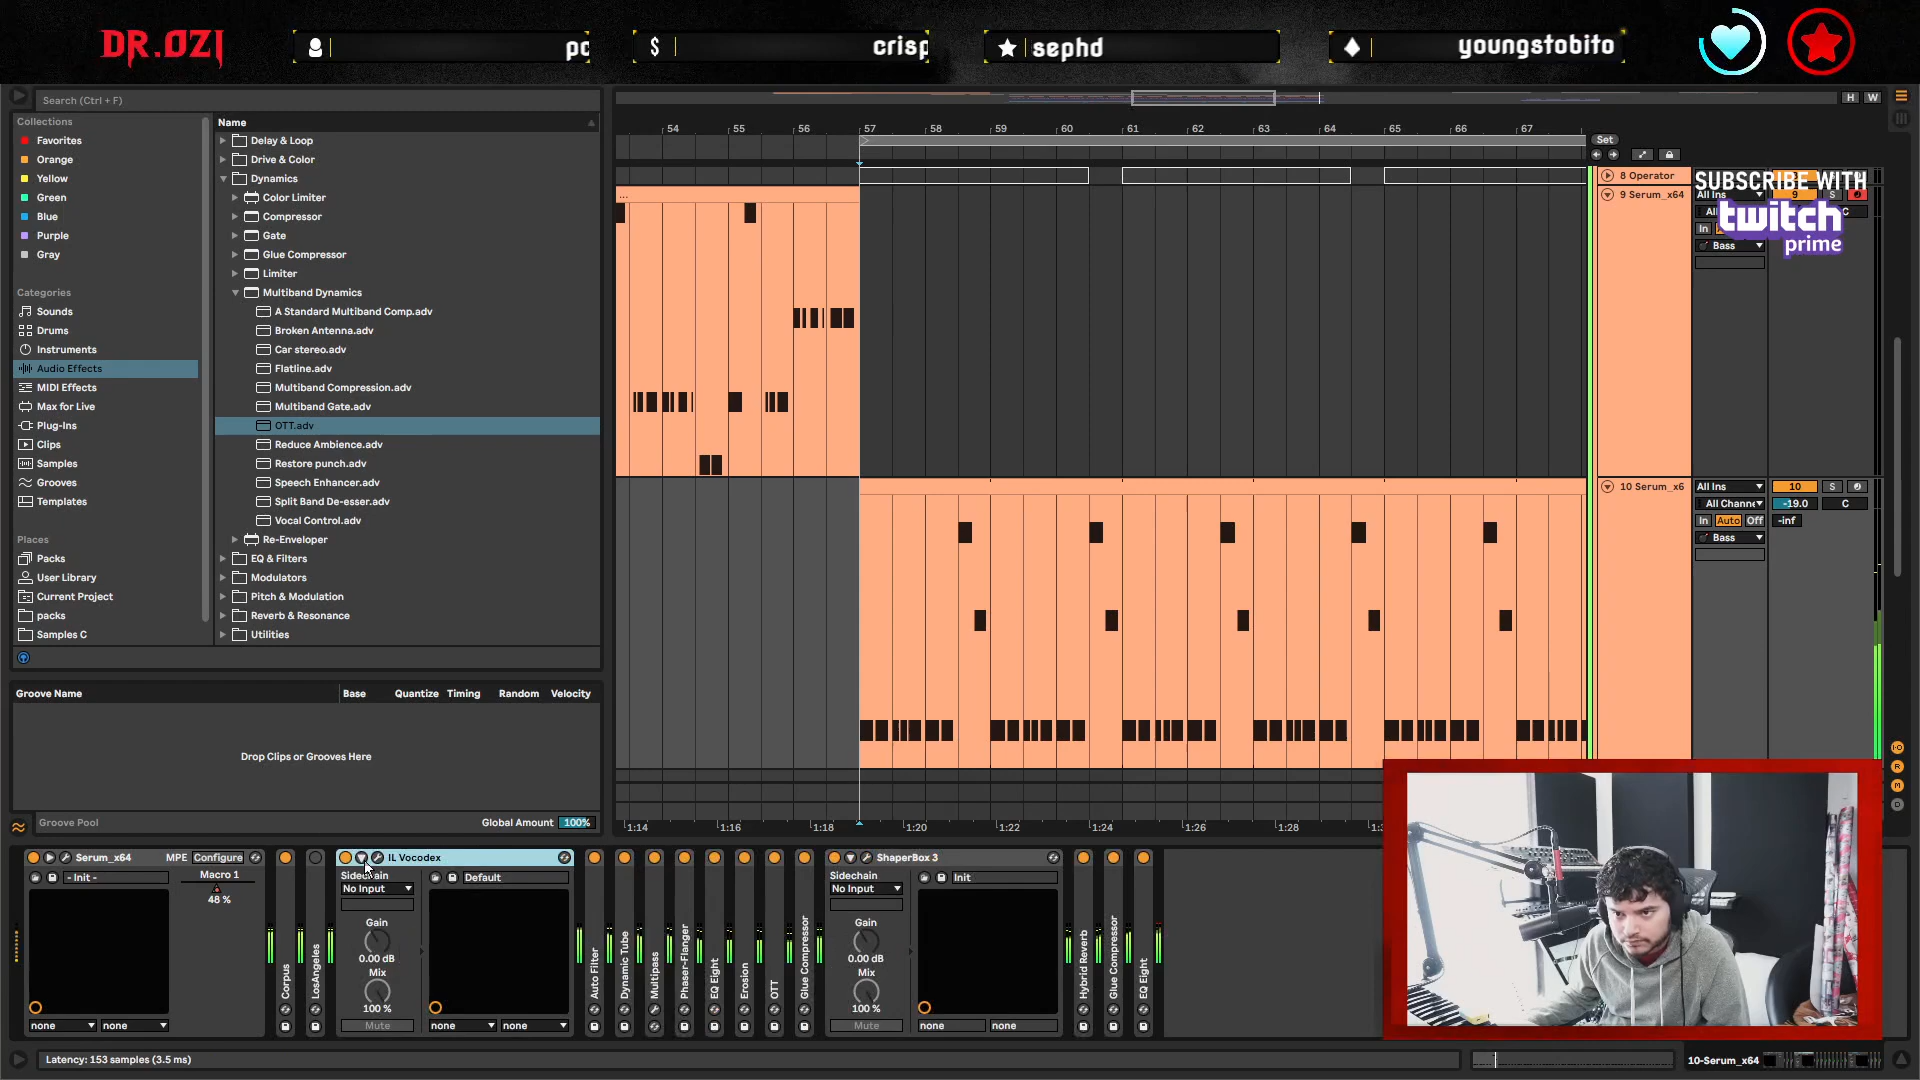 DR.OZI
pc
$ crisp
sephd
youngstobito
Search (Ctrl + F)
H W
Collections
Favorites
Orange
Yellow
Green
Blue
Purple
Gray
Categories
Sounds
Drums
Instruments
Audio Effects
MIDI Effects
Max for Live
Plug-Ins
Clips
Samples
Grooves
Templates
Places
Packs
User Library
Current Project
packs
Samples C
Name
Delay & Loop
Drive & Color
Dynamics
Color Limiter
Compressor
Gate
Glue Compressor
Limiter
Multiband Dynamics
A Standard Multiband Comp.adv
Broken Antenna.adv
Car stereo.adv
Flatline.adv
Multiband Compression.adv
Multiband Gate.adv
OTT.adv
Reduce Ambience.adv
Restore punch.adv
Speech Enhancer.adv
Split Band De-esser.adv
Vocal Control.adv
Re-Enveloper
EQ & Filters
Modulators
Pitch & Modulation
Reverb & Resonance
Utilities
54 55 56 57 58 59 60 61 62 63 64 65 66 67
Set
...
8 Operator
9 Serum_x64
SUBSCRIBE WITH
twitch
prime
All Ins 9 S
In
Bass
10 Serum_x6
All Ins 10 S
All Channe -19.0 C
In Auto Off -inf
Bass
1:14 1:16 1:18 1:20 1:22 1:24 1:26 1:28 1:3
Groove Name Base Quantize Timing Random Velocity
Drop Clips or Grooves Here
Groove Pool Global Amount 100%
Serum_x64 MPE Configure
- Init - Macro 1
48 %
none none
Corpus
LosAngeles
IL Vocodex
Sidechain
No Input
Default
Gain
0.00 dB
Mix
100 %
Mute
none none
Auto Filter
Dynamic Tube
Multipass
Phaser-Flanger
EQ Eight
Erosion
OTT
Glue Compressor
ShaperBox 3
Sidechain
No Input
Init
Gain
0.00 dB
Mix
100 %
Mute
none none
Hybrid Reverb
Glue Compressor
EQ Eight
Latency: 153 samples (3.5 ms)
10-Serum_x64